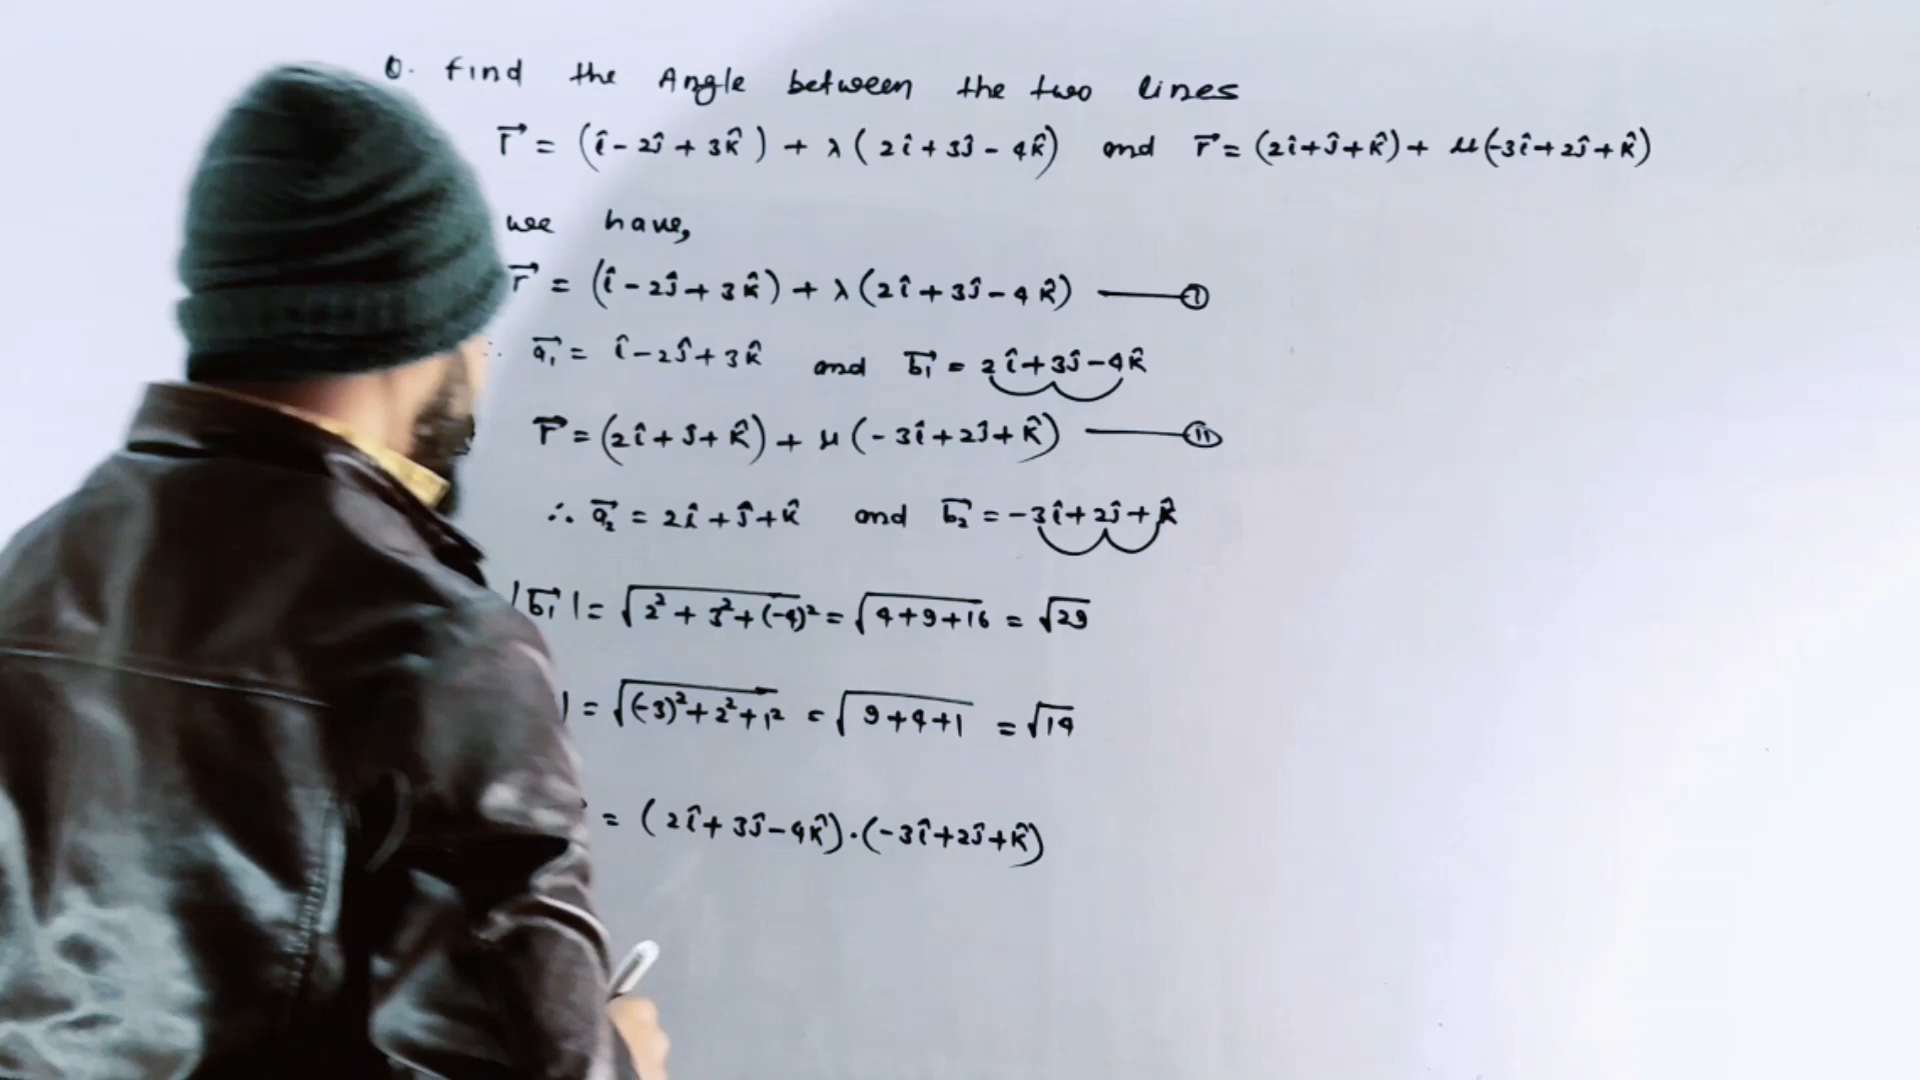 Q. Find the Angle between the two lines
r⃗ = (î - 2ĵ + 3k̂) + λ(2î + 3ĵ - 4k̂) and r⃗ = (2î+ĵ+k̂) + μ(-3î+2ĵ+k̂)
we have,
r⃗ = (î - 2ĵ + 3k̂) + λ(2î + 3ĵ - 4k̂) —— (I)
∴ a⃗₁ = î - 2ĵ + 3k̂ and b⃗₁ = 2î + 3ĵ - 4k̂
r⃗ = (2î + ĵ + k̂) + μ(-3î + 2ĵ + k̂) —— (II)
∴ a⃗₂ = 2î + ĵ + k̂ and b⃗₂ = -3î + 2ĵ + k̂
|b⃗₁| = √(2² + 3² + (-4)²) = √(4+9+16) = √29
| = √((-3)² + 2² + 1²) = √(9+4+1) = √14
= (2î + 3ĵ - 4k̂)·(-3î + 2ĵ + k̂)